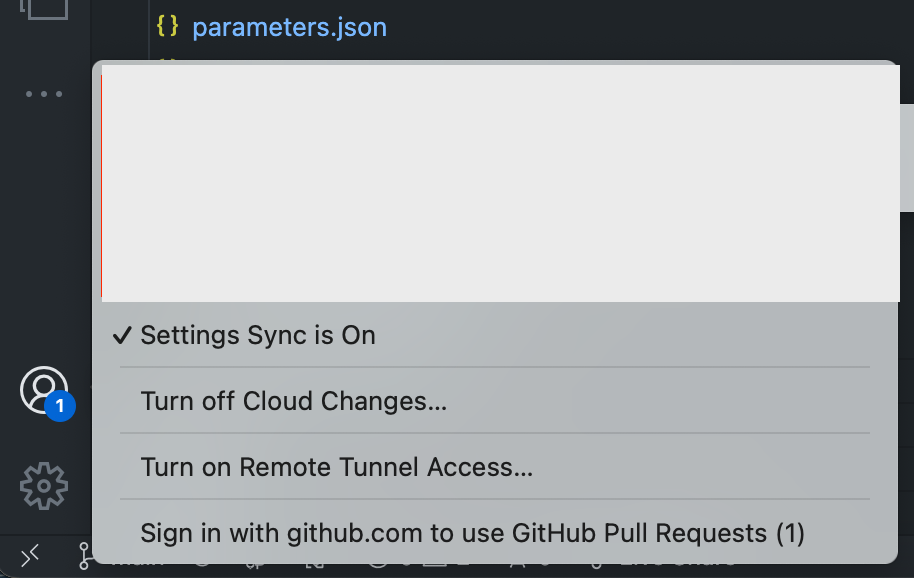 {} parameters.json
✓ Settings Sync is On
Turn off Cloud Changes...
1
Turn on Remote Tunnel Access...
Sign in with github.com to use GitHub Pull Requests (1)